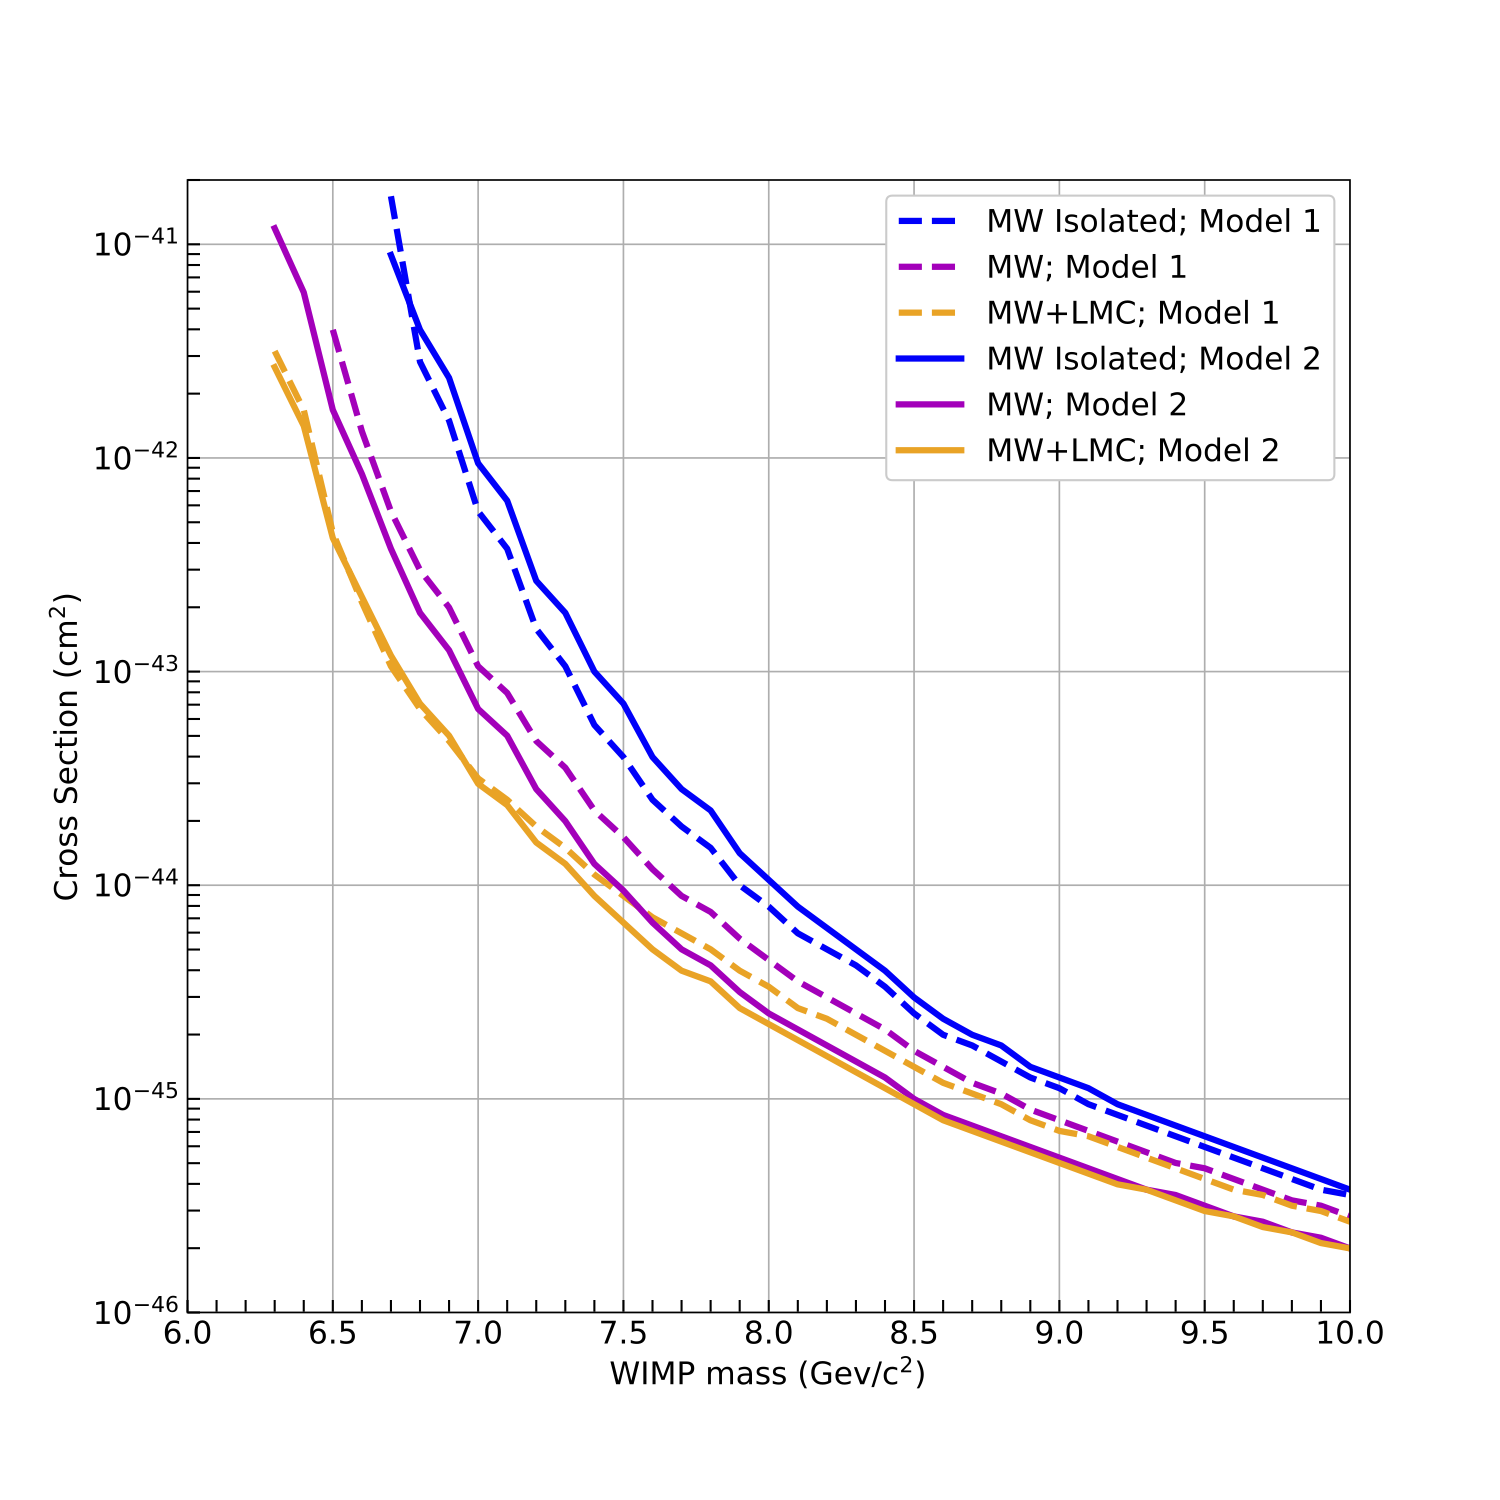 MW Isolated; Model 1
MW; Model 1
MW+LMC; Model 1
MW Isolated; Model 2
MW; Model 2
MW+LMC; Model 2
Cross Section (cm²)
10⁻⁴¹
10⁻⁴²
10⁻⁴³
10⁻⁴⁴
10⁻⁴⁵
10⁻⁴⁶
6.0 6.5 7.0 7.5 8.0 8.5 9.0 9.5 10.0
WIMP mass (Gev/c²)